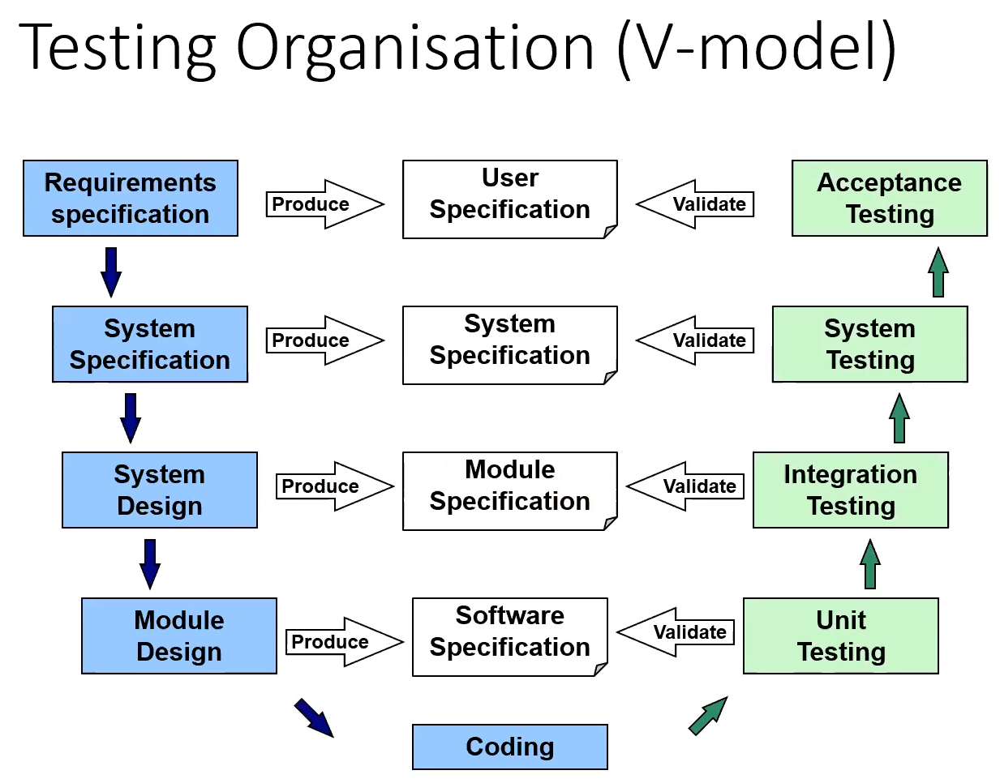 Testing Organisation (V-model)
Requirements
specification
Produce
User
Specification
Validate
Acceptance
Testing
System
Specification
Produce
System
Specification
Validate
System
Testing
System
Design
Produce
Module
Specification
Validate
Integration
Testing
Module
Design
Produce
Software
Specification
Validate
Unit
Testing
Coding